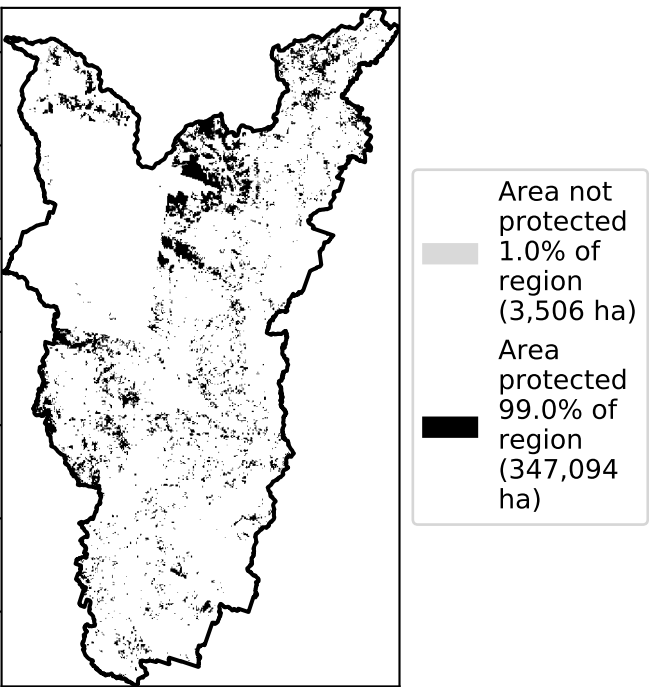 Area not
protected
1.0% of
region
(3,506 ha)
Area
protected
99.0% of
region
(347,094
ha)